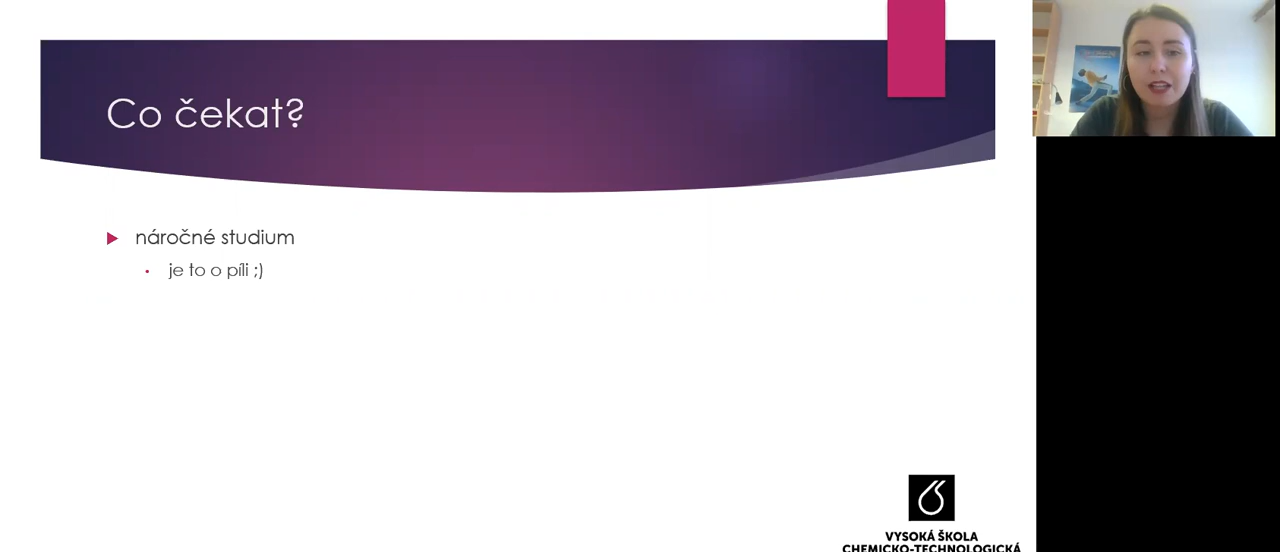 Co čekat?
náročné studium
je to o píli ;)
VYSOKÁ ŠKOLA
CHEMICKO-TECHNOLOGICKÁ